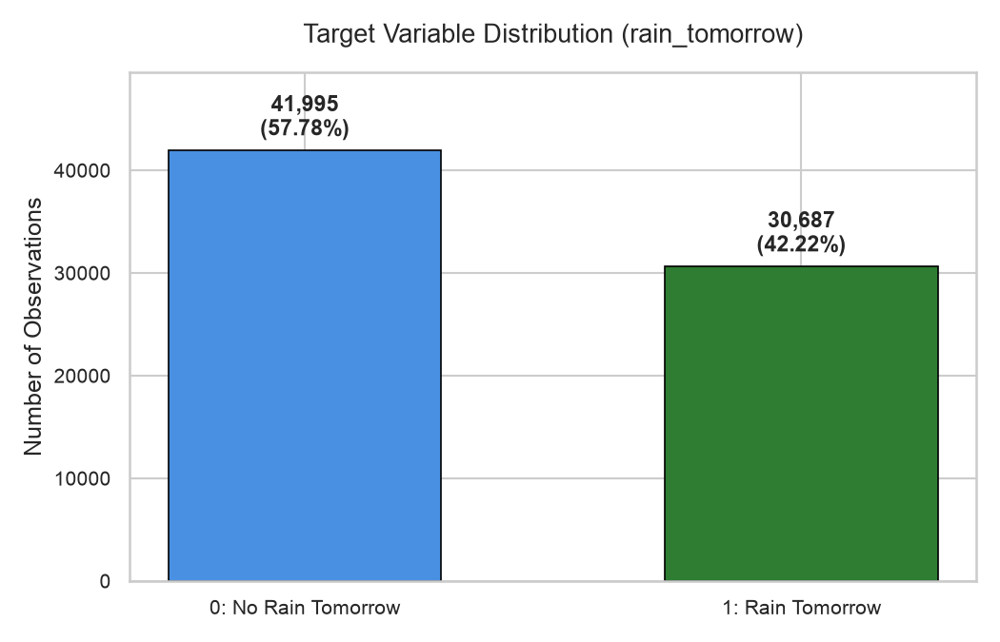 Target Variable Distribution (rain_tomorrow)
41,995
(57.78%)
30,687
(42.22%)
Number of Observations
40000
30000
20000
10000
0
0: No Rain Tomorrow
1: Rain Tomorrow